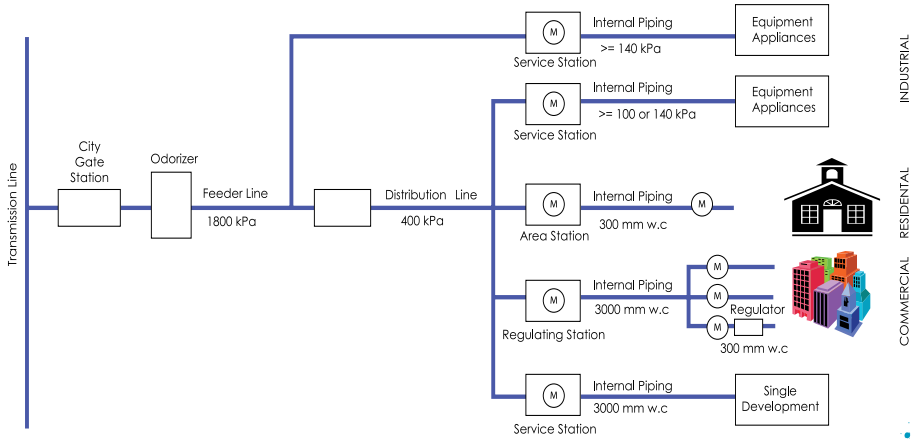 Transmission Line
City
Gate
Station
Odorizer
Feeder Line
1800 kPa
Distribution Line
400 kPa
M
Service Station
Internal Piping
>= 140 kPa
Equipment
Appliances
M
Service Station
Internal Piping
>= 100 or 140 kPa
Equipment
Appliances
INDUSTRIAL
M
Area Station
Internal Piping
300 mm w.c
M
RESIDENTAL
M
Regulating Station
Internal Piping
3000 mm w.c
M
M
Regulator
M
300 mm w.c
COMMERCIAL
M
Service Station
Internal Piping
3000 mm w.c
Single
Development